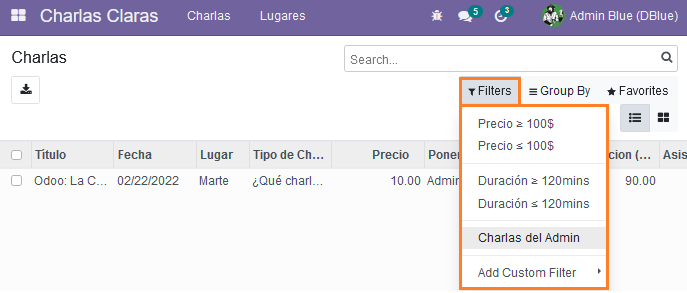 Charlas Claras Charlas Lugares 5 3 Admin Blue (DBlue)
Charlas
Search...
Filters Group By Favorites
Título Fecha Lugar Tipo de Ch... Precio Poner cion (... Asis
Odoo: La C... 02/22/2022 Marte ¿Qué charl... 10.00 Admin 90.00
Precio ≥ 100$
Precio ≤ 100$
Duración ≥ 120mins
Duración ≤ 120mins
Charlas del Admin
Add Custom Filter